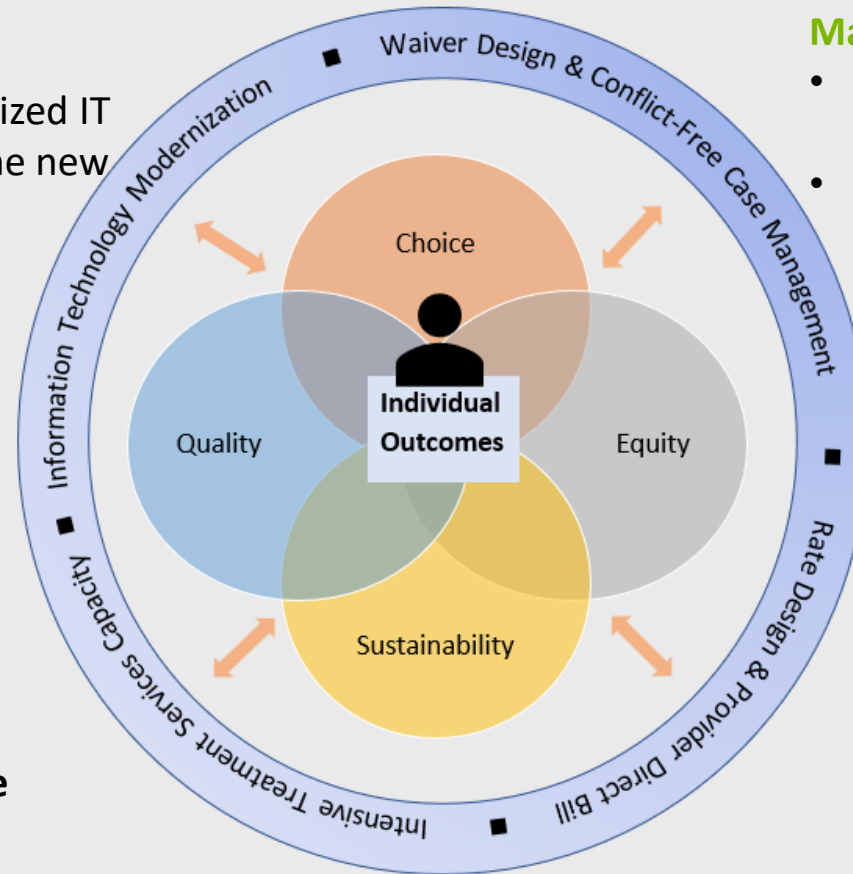 Ma
•
•
ized IT
he new
Waiver Design & Conflict-Free Case Management
Information Technology Modernization
Choice
Quality
Individual
Outcomes
Equity
Sustainability
Rate Design & Provider Direct Bill
Intensive Treatment Services Capacity
e